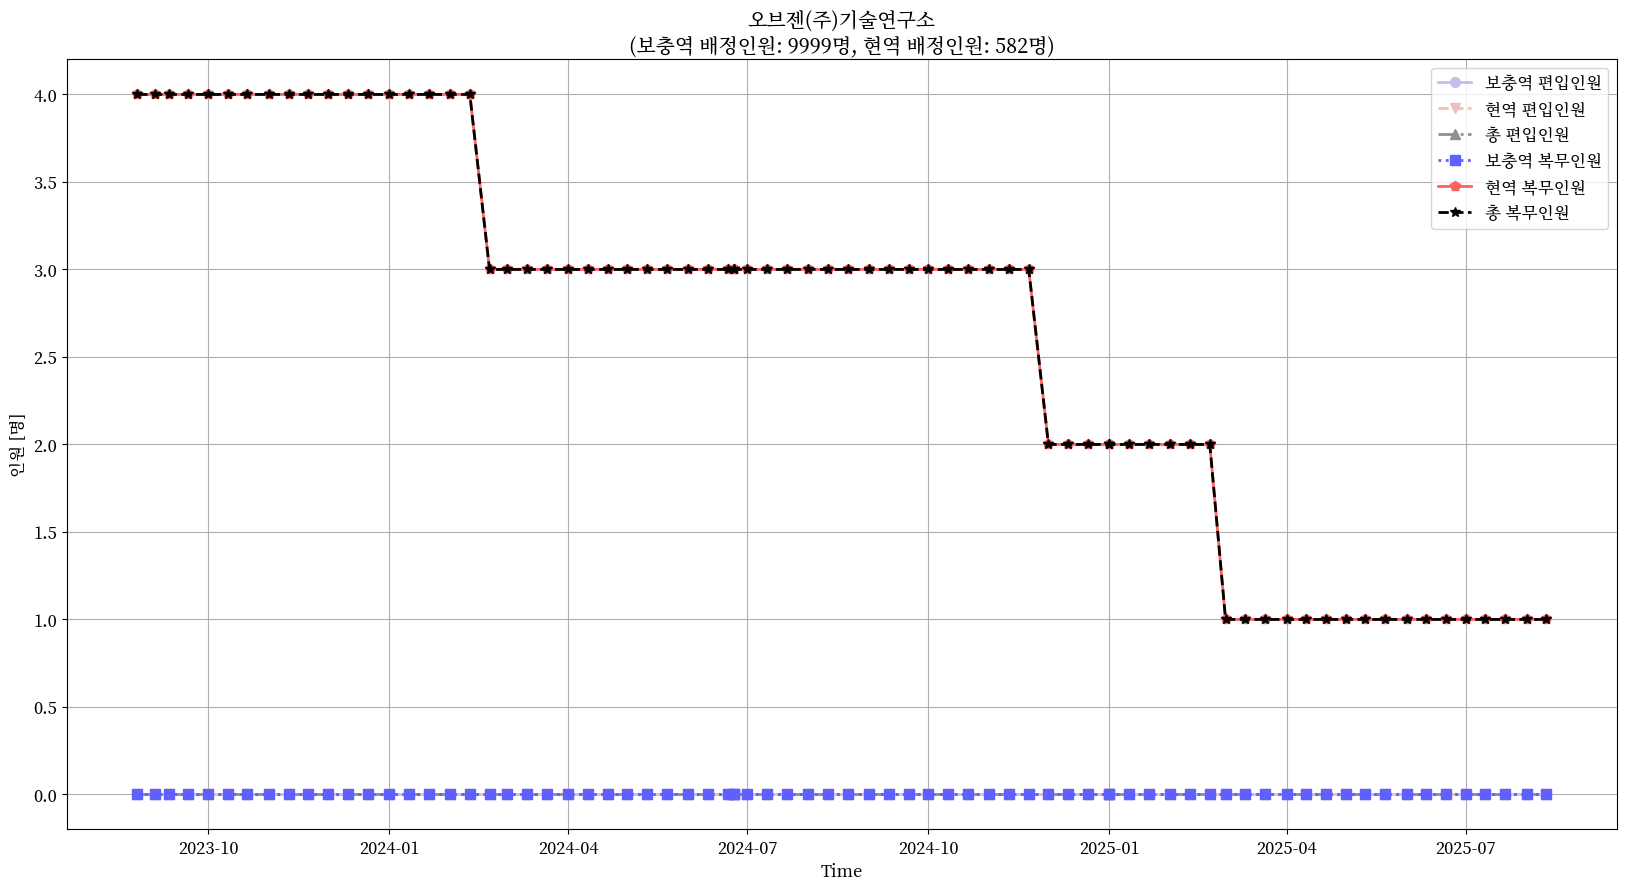 오브젠(주)기술연구소
(보충역 배정인원: 9999명, 현역 배정인원: 582명)
보충역 편입인원
현역 편입인원
총 편입인원
보충역 복무인원
현역 복무인원
총 복무인원
인원 [명]
4.0
3.5
3.0
2.5
2.0
1.5
1.0
0.5
0.0
2023-10
2024-01
2024-04
2024-07
2024-10
2025-01
2025-04
2025-07
Time